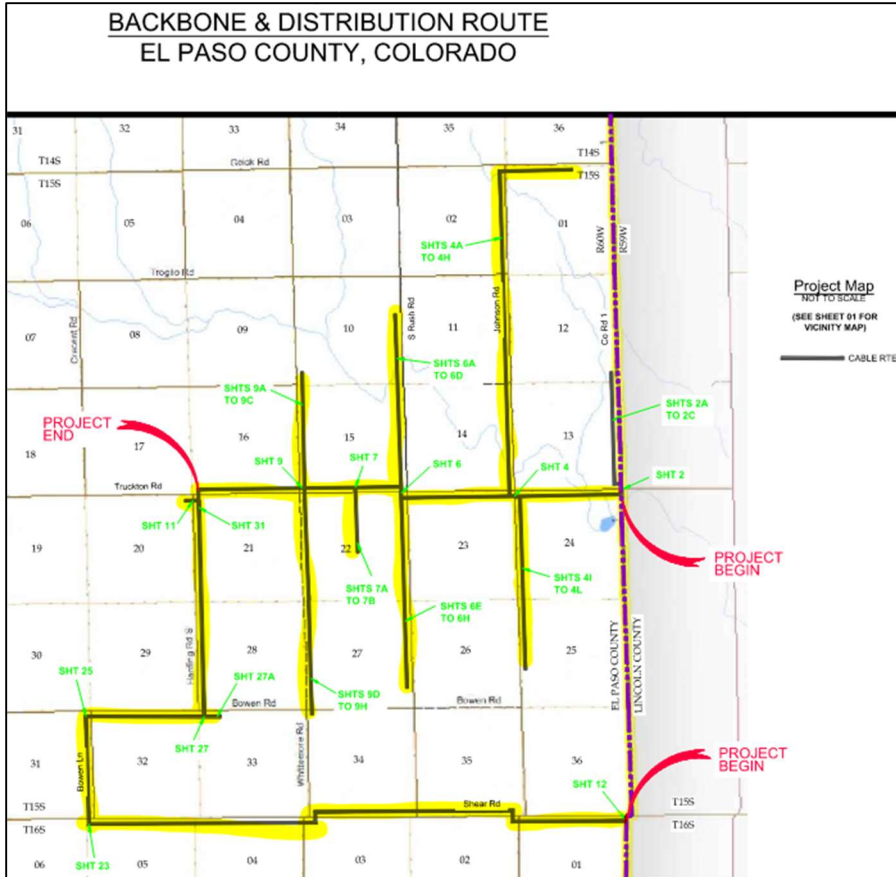 BACKBONE & DISTRIBUTION ROUTE
EL PASO COUNTY, COLORADO
31
32
33
34
35
36
T14S
T15S
Geick Rd
T14S
T15S
06
05
04
03
02
01
SHTS 4A
TO 4H
R60W
R59W
Troglio Rd
Project Map
NOT TO SCALE
(SEE SHEET 01 FOR
VICINITY MAP)
CABLE RTE
07
08
09
10
11
12
S Rush Rd
Johnson Rd
Co Rd 1
SHTS 6A
TO 6D
SHTS 9A
TO 9C
SHTS 2A
TO 2C
PROJECT
END
18
17
16
15
14
13
SHT 9
SHT 7
SHT 6
SHT 4
SHT 2
Truckton Rd
SHT 11
SHT 31
19
20
21
22
23
24
PROJECT
BEGIN
SHTS 7A
TO 7B
SHTS 4I
TO 4L
SHTS 6E
TO 6H
Harding Rd S
30
29
28
27
26
25
EL PASO COUNTY
LINCOLN COUNTY
SHT 25
SHT 27A
Bowen Rd
SHTS 9D
TO 9H
Bowen Rd
SHT 27
Whittemore Rd
Bowen Ln
31
32
33
34
35
36
PROJECT
BEGIN
SHT 12
Shear Rd
T15S
T16S
T15S
T16S
SHT 23
06
05
04
03
02
01